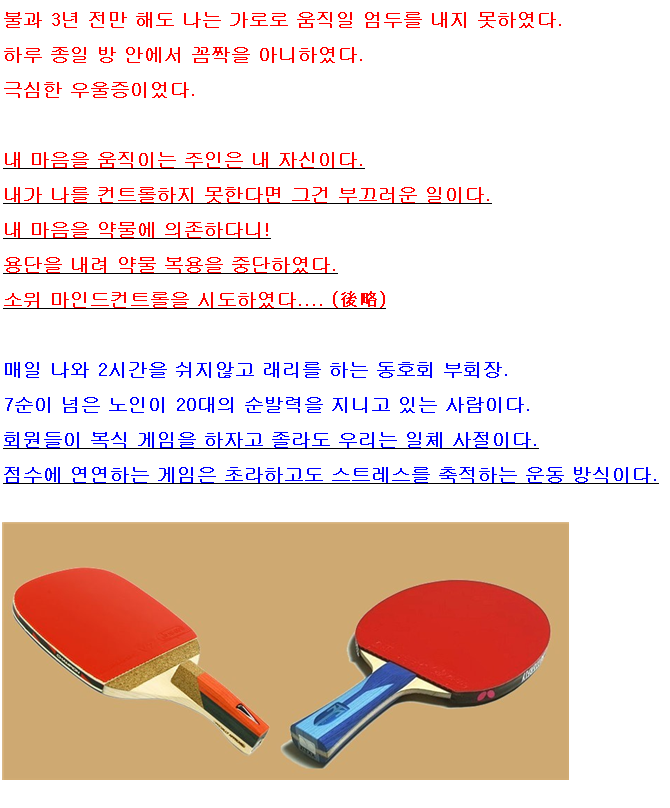 불과 3년 전만 해도 나는 가로로 움직일 엄두를 내지 못하였다.
하루 종일 방 안에서 꼼짝을 아니하였다.
극심한 우울증이었다.
내 마음을 움직이는 주인은 내 자신이다.
내가 나를 컨트롤하지 못한다면 그건 부끄러운 일이다.
내 마음을 약물에 의존하다니!
용단을 내려 약물 복용을 중단하였다.
소위 마인드컨트롤을 시도하였다.... (後略)
매일 나와 2시간을 쉬지않고 래리를 하는 동호회 부회장.
7순이 넘은 노인이 20대의 순발력을 지니고 있는 사람이다.
회원들이 복식 게임을 하자고 졸라도 우리는 일체 사절이다.
점수에 연연하는 게임은 초라하고도 스트레스를 축적하는 운동 방식이다.